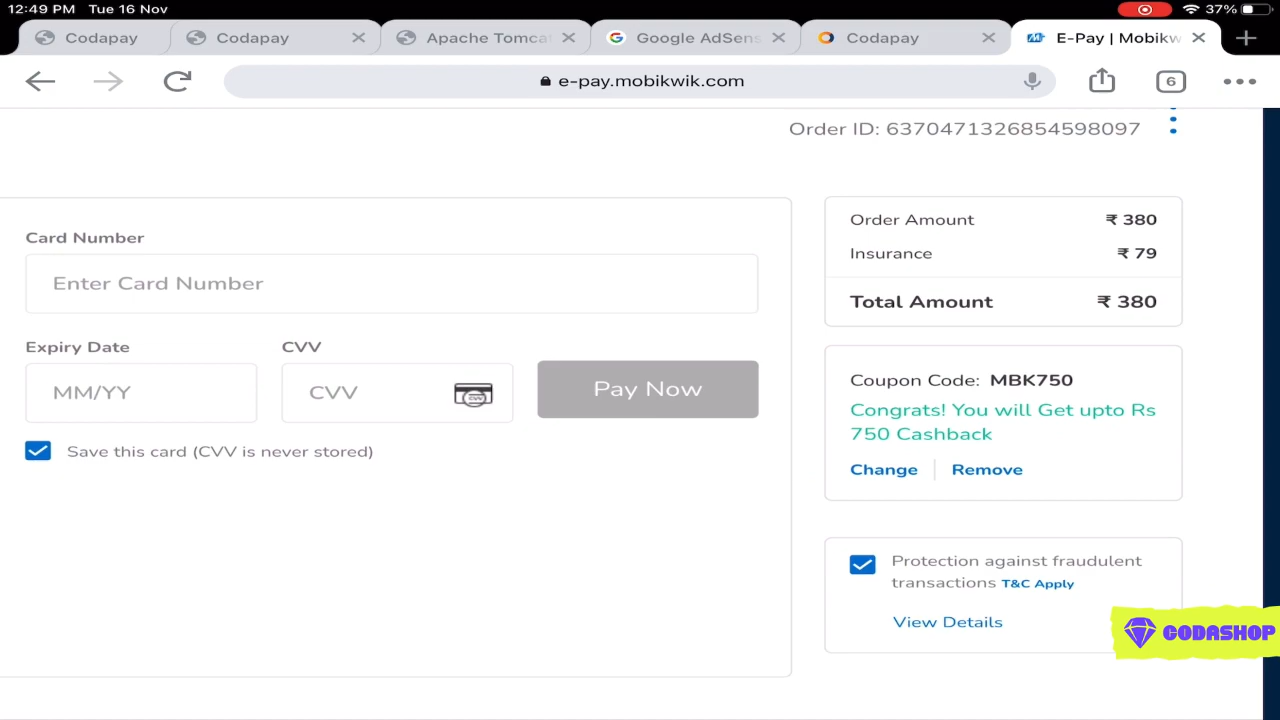 12:49 PM Tue 16 Nov
37%
Codapay
Codapay
Apache Tomca
Google AdSens
Codapay
E-Pay | Mobikw
e-pay.mobikwik.com
6
Order ID: 6370471326854598097
Card Number
Enter Card Number
Expiry Date
CVV
MM/YY
CVV
CVV
Pay Now
Save this card (CVV is never stored)
Order Amount ₹ 380
Insurance ₹ 79
Total Amount ₹ 380
Coupon Code: MBK750
Congrats! You will Get upto Rs
750 Cashback
Change Remove
Protection against fraudulent
transactions T&C Apply
View Details
CODASHOP